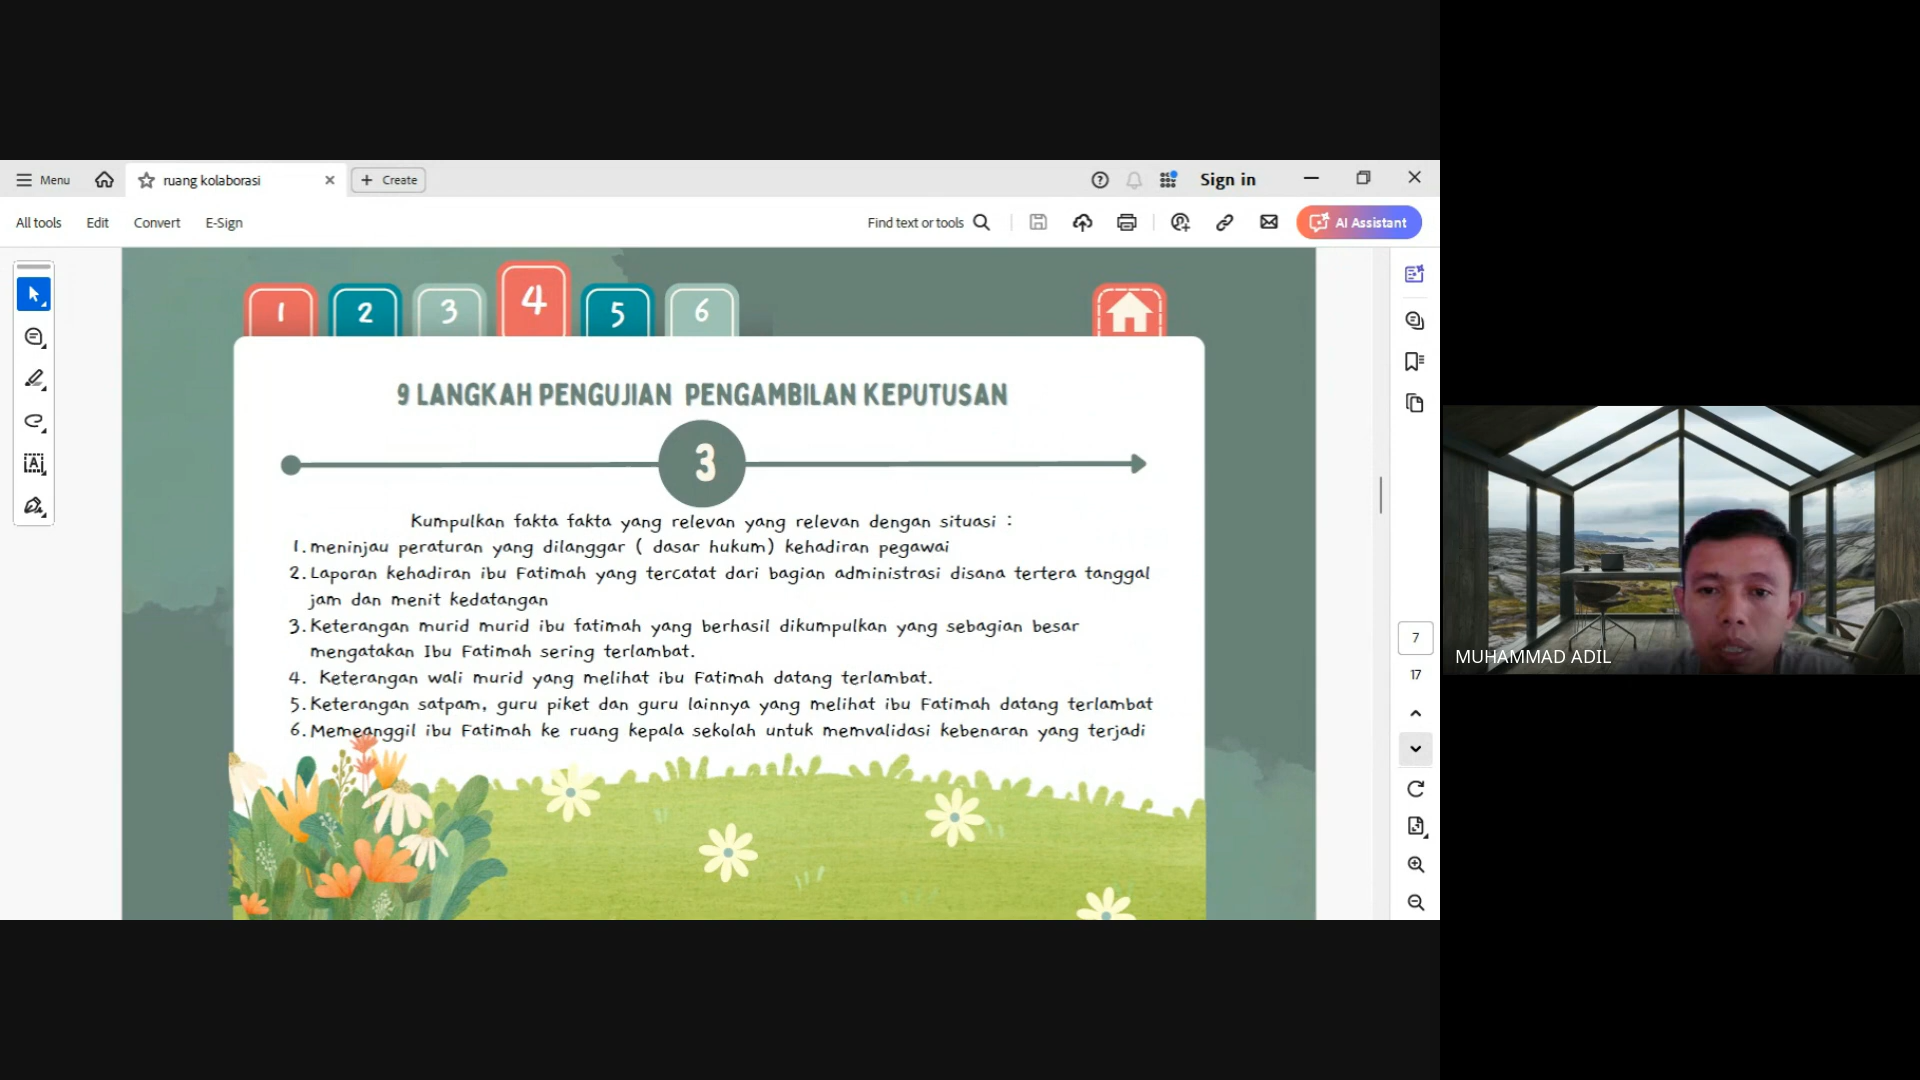 Menu
ruang kolaborasi
Create
Sign in
All tools
Edit
Convert
E-Sign
Find text or tools
AI Assistant
1
2
3
4
5
6
9 LANGKAH PENGUJIAN PENGAMBILAN KEPUTUSAN
3
Kumpulkan fakta fakta yang relevan yang relevan dengan situasi :
1. meninjau peraturan yang dilanggar ( dasar hukum) kehadiran pegawai
2. Laporan kehadiran ibu Fatimah yang tercatat dari bagian administrasi disana tertera tanggal
jam dan menit kedatangan
3. Keterangan murid murid ibu fatimah yang berhasil dikumpulkan yang sebagian besar
mengatakan Ibu Fatimah sering terlambat.
4. Keterangan wali murid yang melihat ibu Fatimah datang terlambat.
5. Keterangan satpam, guru piket dan guru lainnya yang melihat ibu Fatimah datang terlambat
6. Memeanggil ibu Fatimah ke ruang kepala sekolah untuk memvalidasi kebenaran yang terjadi
7
17
MUHAMMAD ADIL